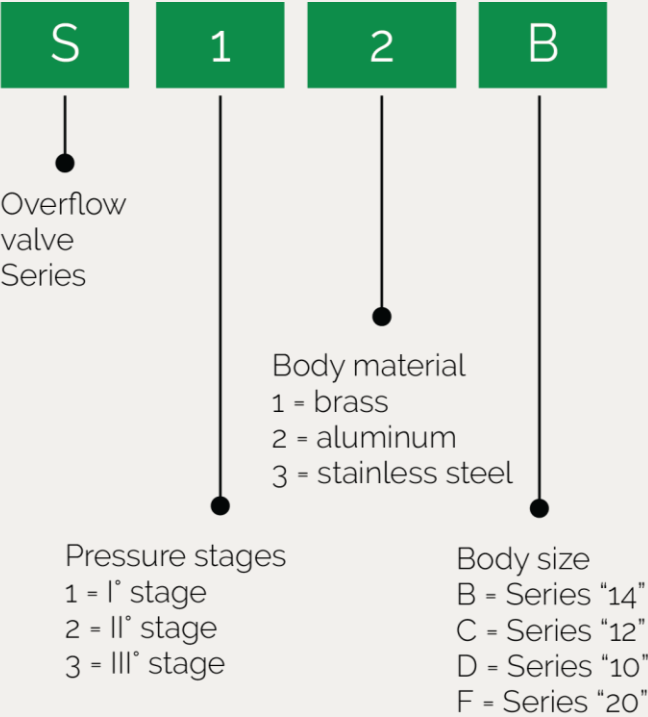 S 1 2 B
Overflow
valve
Series
Body material
1 = brass
2 = aluminum
3 = stainless steel
Pressure stages
1 = I° stage
2 = II° stage
3 = III° stage
Body size
B = Series “14”
C = Series “12”
D = Series “10”
F = Series “20”